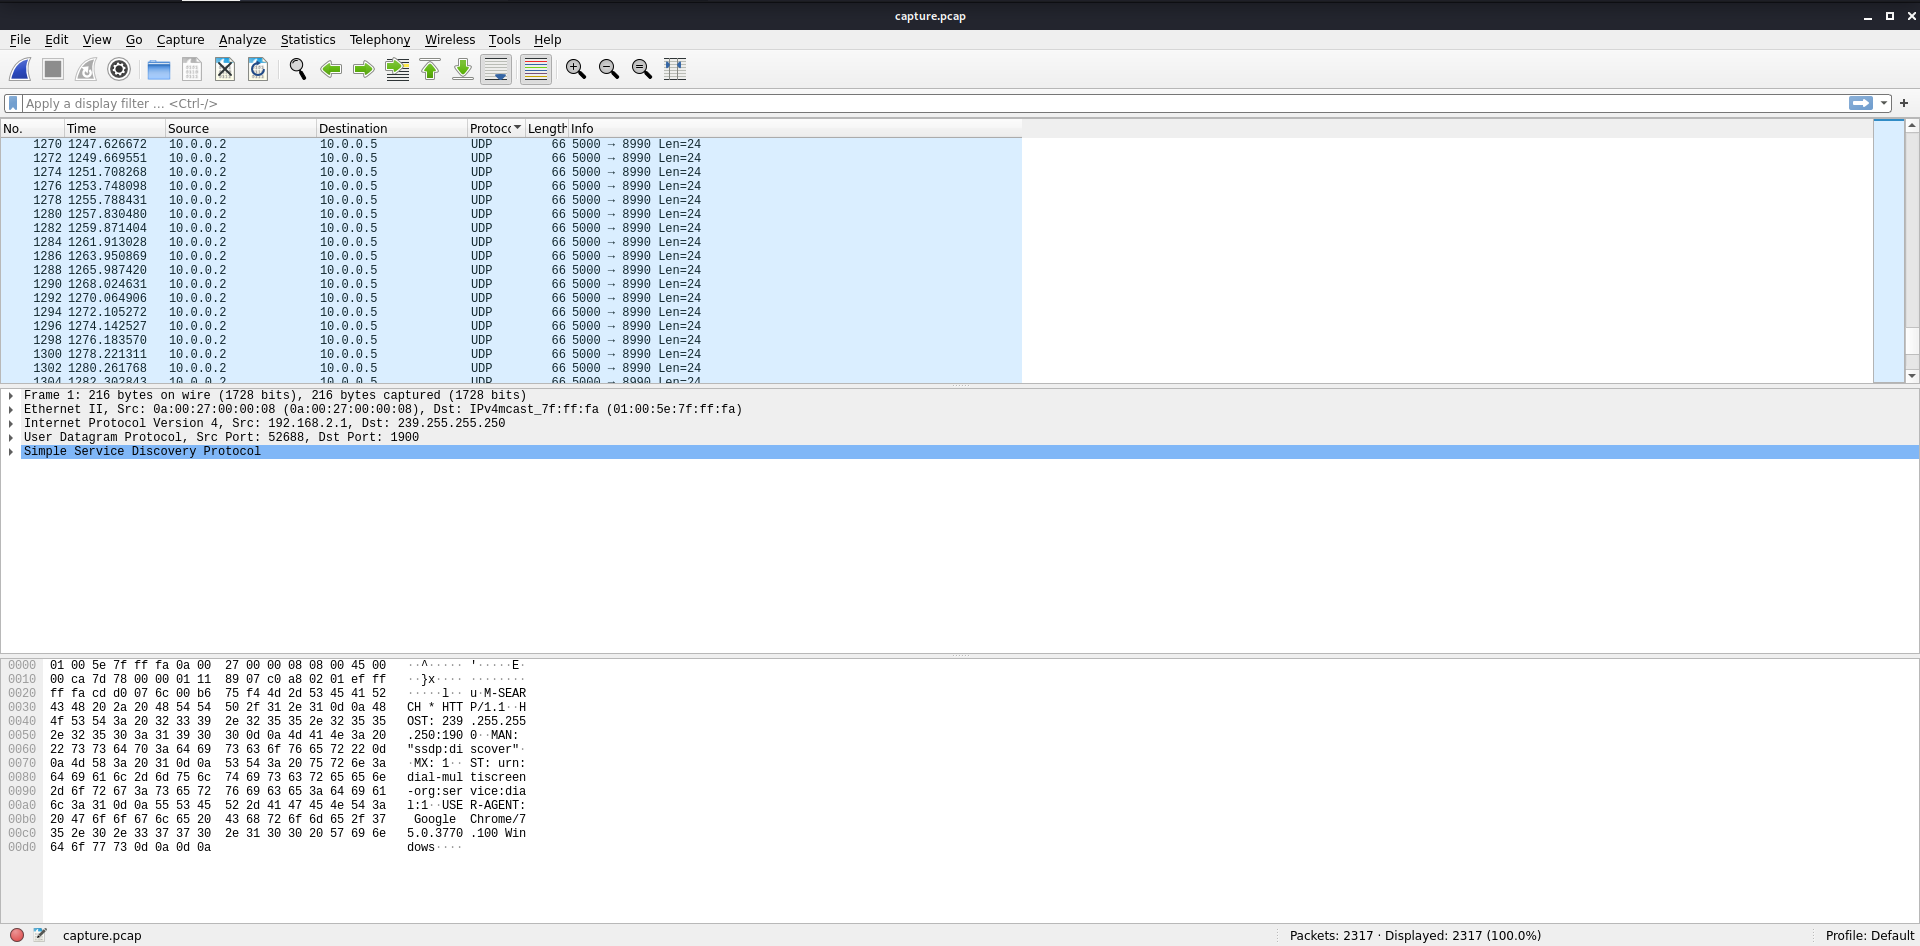 capture.pcap
File Edit View Go Capture Analyze Statistics Telephony Wireless Tools Help
Apply a display filter ... <Ctrl-/>
No. Time Source Destination Protoco Length Info
1270 1247.626672 10.0.0.2 10.0.0.5 UDP 66 5000 → 8990 Len=24
1272 1249.669551 10.0.0.2 10.0.0.5 UDP 66 5000 → 8990 Len=24
1274 1251.708268 10.0.0.2 10.0.0.5 UDP 66 5000 → 8990 Len=24
1276 1253.748098 10.0.0.2 10.0.0.5 UDP 66 5000 → 8990 Len=24
1278 1255.788431 10.0.0.2 10.0.0.5 UDP 66 5000 → 8990 Len=24
1280 1257.830480 10.0.0.2 10.0.0.5 UDP 66 5000 → 8990 Len=24
1282 1259.871404 10.0.0.2 10.0.0.5 UDP 66 5000 → 8990 Len=24
1284 1261.913028 10.0.0.2 10.0.0.5 UDP 66 5000 → 8990 Len=24
1286 1263.950869 10.0.0.2 10.0.0.5 UDP 66 5000 → 8990 Len=24
1288 1265.987420 10.0.0.2 10.0.0.5 UDP 66 5000 → 8990 Len=24
1290 1268.024631 10.0.0.2 10.0.0.5 UDP 66 5000 → 8990 Len=24
1292 1270.064906 10.0.0.2 10.0.0.5 UDP 66 5000 → 8990 Len=24
1294 1272.105272 10.0.0.2 10.0.0.5 UDP 66 5000 → 8990 Len=24
1296 1274.142527 10.0.0.2 10.0.0.5 UDP 66 5000 → 8990 Len=24
1298 1276.183570 10.0.0.2 10.0.0.5 UDP 66 5000 → 8990 Len=24
1300 1278.221311 10.0.0.2 10.0.0.5 UDP 66 5000 → 8990 Len=24
1302 1280.261768 10.0.0.2 10.0.0.5 UDP 66 5000 → 8990 Len=24
1304 1282.302843 10.0.0.2 10.0.0.5 UDP 66 5000 → 8990 Len=24
Frame 1: 216 bytes on wire (1728 bits), 216 bytes captured (1728 bits)
Ethernet II, Src: 0a:00:27:00:00:08 (0a:00:27:00:00:08), Dst: IPv4mcast_7f:ff:fa (01:00:5e:7f:ff:fa)
Internet Protocol Version 4, Src: 192.168.2.1, Dst: 239.255.255.250
User Datagram Protocol, Src Port: 52688, Dst Port: 1900
Simple Service Discovery Protocol
0000 01 00 5e 7f ff fa 0a 00 27 00 00 08 08 00 45 00 ··^····· '·····E·
0010 00 ca 7d 78 00 00 01 11 89 07 c0 a8 02 01 ef ff ··}x···· ········
0020 ff fa cd d0 07 6c 00 b6 75 f4 4d 2d 53 45 41 52 ·····l·· u·M-SEAR
0030 43 48 20 2a 20 48 54 54 50 2f 31 2e 31 0d 0a 48 CH * HTT P/1.1··H
0040 4f 53 54 3a 20 32 33 39 2e 32 35 35 2e 32 35 35 OST: 239 .255.255
0050 2e 32 35 30 3a 31 39 30 30 0d 0a 4d 41 4e 3a 20 .250:190 0··MAN:
0060 22 73 73 64 70 3a 64 69 73 63 6f 76 65 72 22 0d "ssdp:di scover"·
0070 0a 4d 58 3a 20 31 0d 0a 53 54 3a 20 75 72 6e 3a ·MX: 1·· ST: urn:
0080 64 69 61 6c 2d 6d 75 6c 74 69 73 63 72 65 65 6e dial-mul tiscreen
0090 2d 6f 72 67 3a 73 65 72 76 69 63 65 3a 64 69 61 -org:ser vice:dia
00a0 6c 3a 31 0d 0a 55 53 45 52 2d 41 47 45 4e 54 3a l:1··USE R-AGENT:
00b0 20 47 6f 6f 67 6c 65 20 43 68 72 6f 6d 65 2f 37 Google Chrome/7
00c0 35 2e 30 2e 33 37 37 30 2e 31 30 30 20 57 69 6e 5.0.3770 .100 Win
00d0 64 6f 77 73 0d 0a 0d 0a dows····
capture.pcap Packets: 2317 · Displayed: 2317 (100.0%) Profile: Default